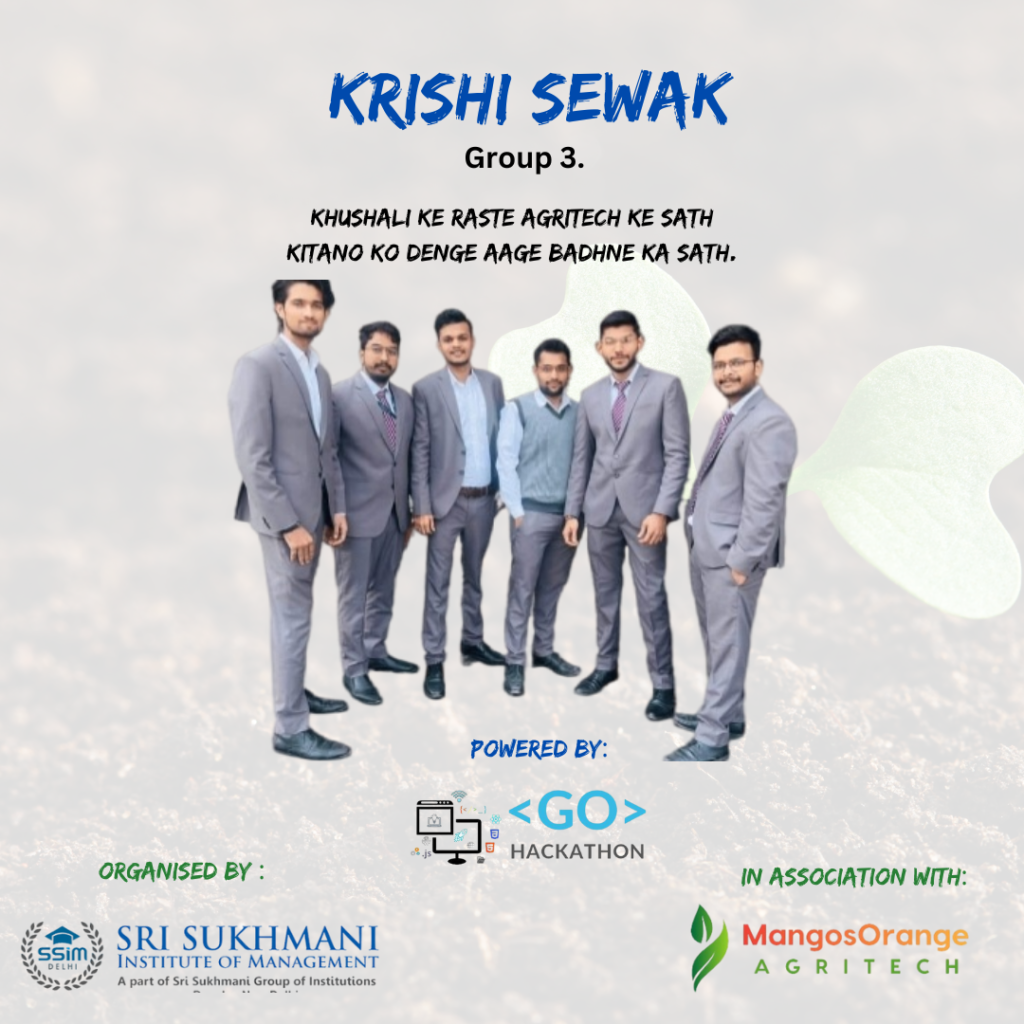 KRISHI SEWAK
Group 3.
KHUSHALI KE RASTE AGRITECH KE SATH
KITANO KO DENGE AAGE BADHNE KA SATH.
POWERED BY:
<GO>
HACKATHON
ORGANISED BY :
SSIM
DELHI
SRI SUKHMANI
INSTITUTE OF MANAGEMENT
A part of Sri Sukhmani Group of Institutions
IN ASSOCIATION WITH:
MangosOrange
AGRITECH